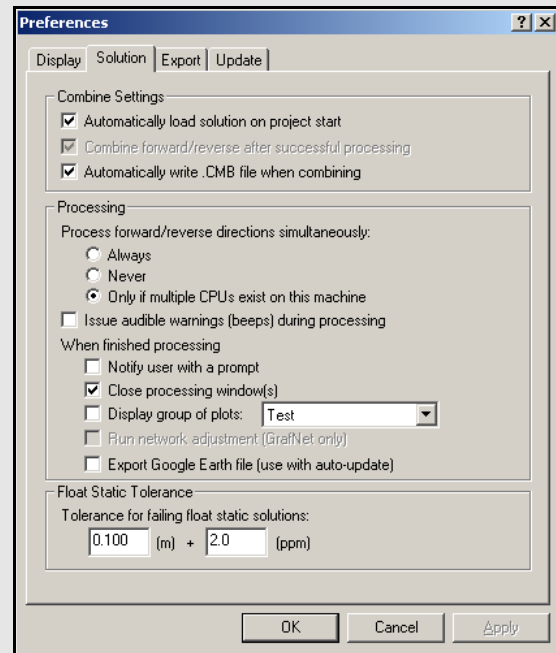 Preferences
Display Solution Export Update
Combine Settings
Automatically load solution on project start
Combine forward/reverse after successful processing
Automatically write .CMB file when combining
Processing
Process forward/reverse directions simultaneously:
Always
Never
Only if multiple CPUs exist on this machine
Issue audible warnings (beeps) during processing
When finished processing
Notify user with a prompt
Close processing window(s)
Display group of plots: Test
Run network adjustment (GrafNet only)
Export Google Earth file (use with auto-update)
Float Static Tolerance
Tolerance for failing float static solutions:
0.100 (m) + 2.0 (ppm)
OK Cancel Apply